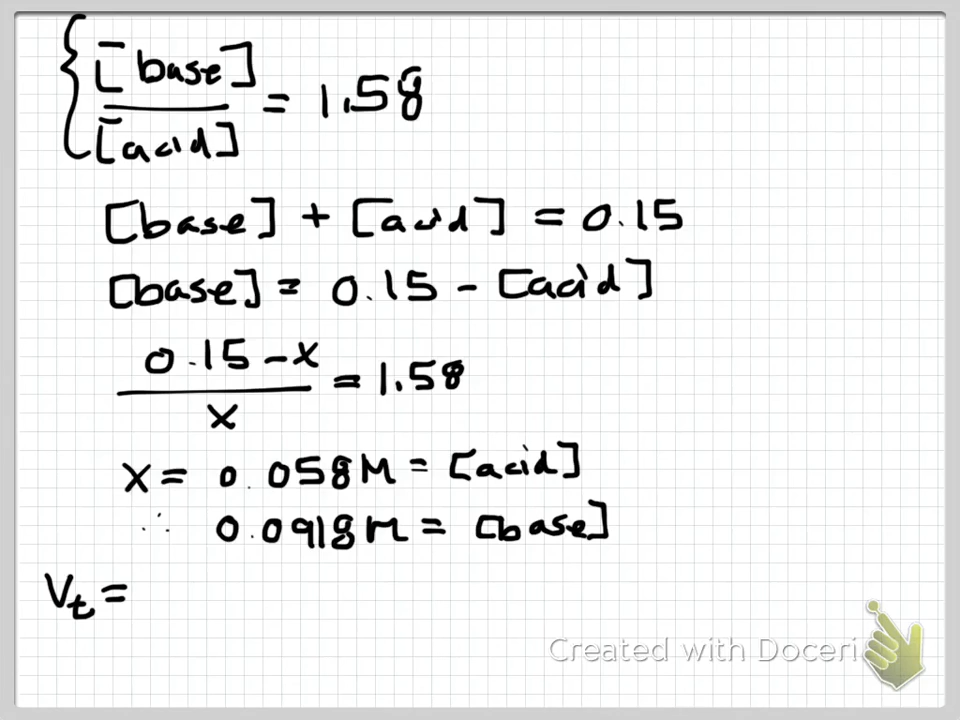 [base]
[acid] = 1.58
[base] + [acid] = 0.15
[base] = 0.15 - [acid]
0.15 - x
x = 1.58
x = 0.058M = [acid]
∴ 0.0918M = [base]
Vt =
Created with Doceri